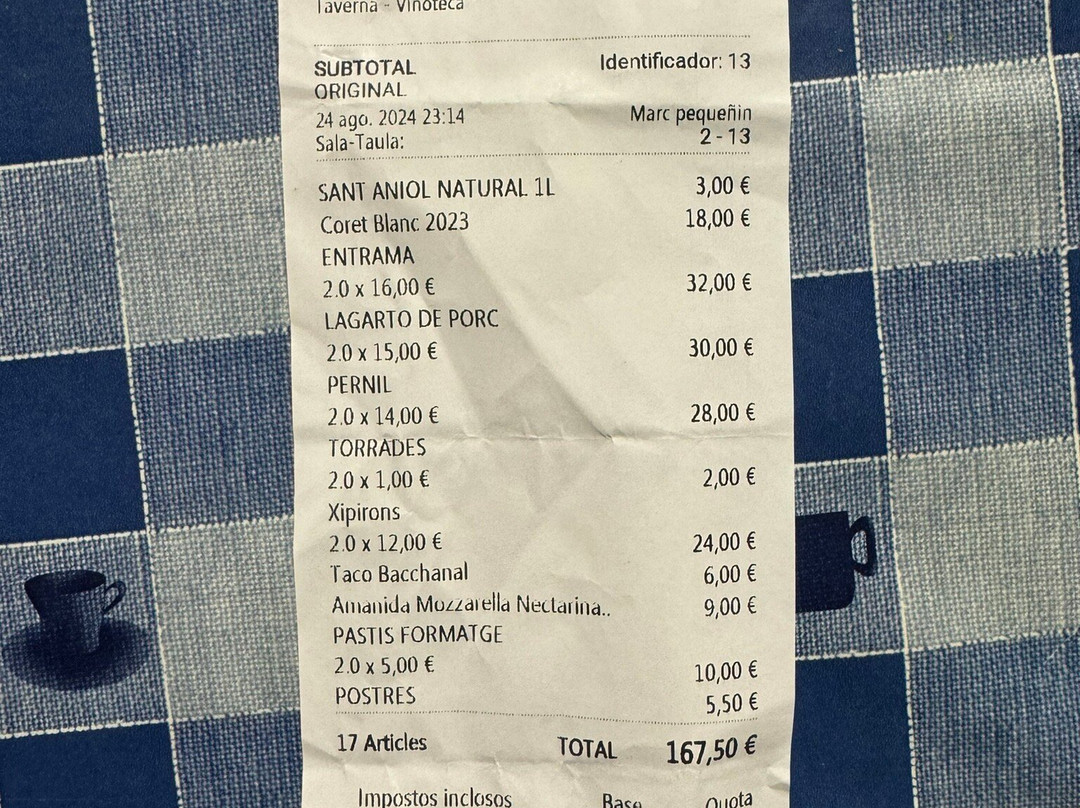 Taverna - Vinoteca
SUBTOTAL Identificador: 13
ORIGINAL
24 ago. 2024 23:14 Marc pequeñin
Sala-Taula: 2 - 13
SANT ANIOL NATURAL 1L 3,00 €
Coret Blanc 2023 18,00 €
ENTRAMA
2.0 x 16,00 € 32,00 €
LAGARTO DE PORC
2.0 x 15,00 € 30,00 €
PERNIL
2.0 x 14,00 € 28,00 €
TORRADES
2.0 x 1,00 € 2,00 €
Xipirons
2.0 x 12,00 € 24,00 €
Taco Bacchanal 6,00 €
Amanida Mozzarella Nectarina.. 9,00 €
PASTIS FORMATGE
2.0 x 5,00 € 10,00 €
POSTRES 5,50 €
17 Articles TOTAL 167,50 €
Impostos inclosos Base Quota